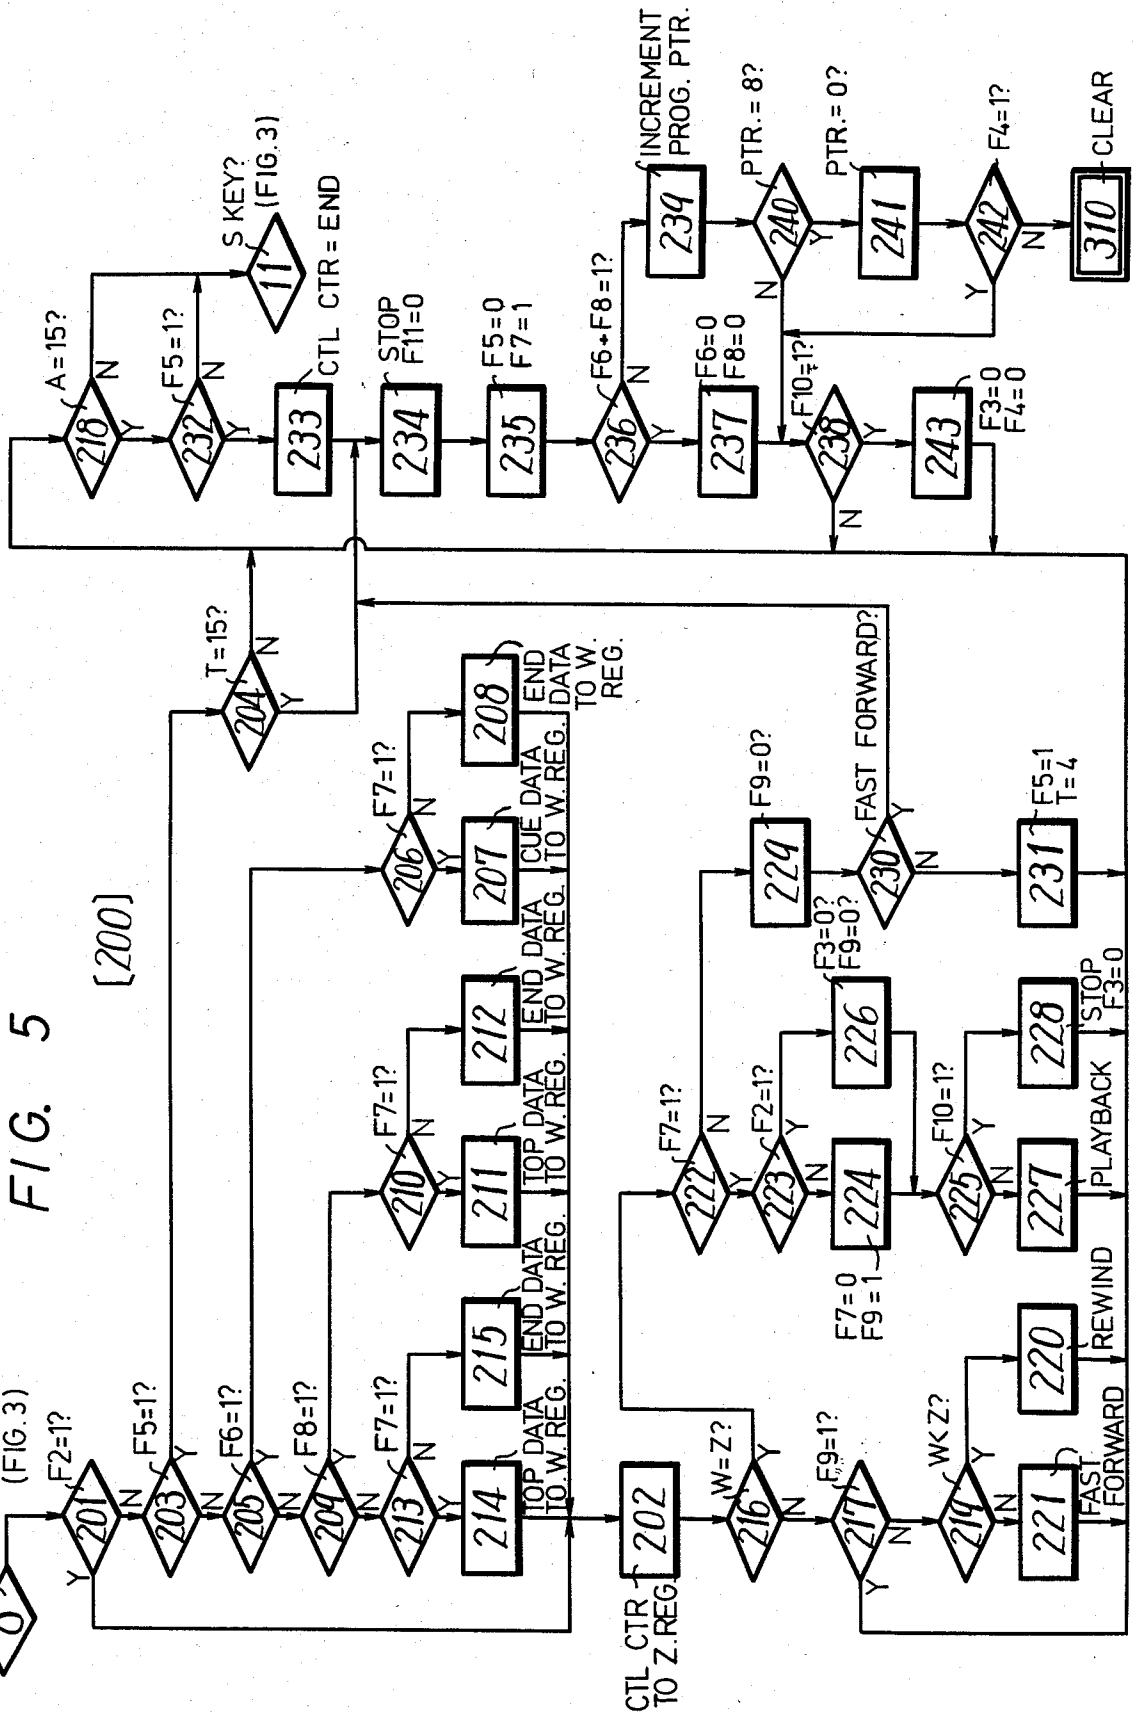 FIG. 5
[200]
(FIG.3)
0
F2=1?
201
Y
N
F5=1?
203
Y
N
T=15?
204
N
Y
F6=1?
205
Y
N
F7=1?
206
N
Y
207
CUE DATA
TO W. REG.
208
END
DATA
TO W.
REG.
F8=1?
209
Y
N
F7=1?
210
N
Y
211
TOP DATA
TO W. REG.
212
END DATA
TO W. REG.
F7=1?
213
N
Y
214
TOP DATA
TO. W. REG.
215
END DATA
TO W. REG.
CTL CTR
TO Z.REG.
202
W=Z?
216
Y
N
F9=1?
217
Y
N
W<Z?
219
Y
N
221
FAST
FORWARD
220
REWIND
F7=1?
222
N
Y
F2=1?
223
Y
N
224
F7=0
F9=1
F3=0?
F9=0?
226
F10=1?
225
Y
N
227
PLAYBACK
228
STOP
F3=0
F9=0?
229
FAST FORWARD?
230
Y
N
231
F5=1
T=4
A=15?
218
N
Y
F5=1?
232
N
Y
S KEY?
(FIG.3)
11
CTL CTR=END
233
STOP
F11=0
234
F5=0
F7=1
235
F6+F8=1?
236
N
Y
F6=0
F8=0
237
F10=1?
238
Y
N
F3=0
F4=0
243
INCREMENT
PROG. PTR.
239
PTR.=8?
240
N
Y
PTR.=0?
241
F4=1?
242
Y
N
310
CLEAR